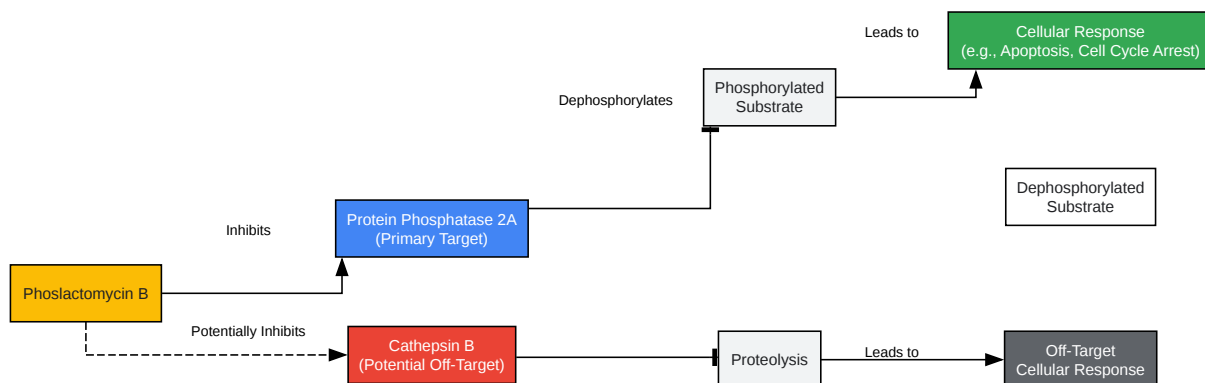 Leads to
Cellular Response
(e.g., Apoptosis, Cell Cycle Arrest)
Dephosphorylates
Phosphorylated
Substrate
Dephosphorylated
Substrate
Inhibits
Protein Phosphatase 2A
(Primary Target)
Phoslactomycin B
Potentially Inhibits
Cathepsin B
(Potential Off-Target)
Proteolysis
Leads to
Off-Target
Cellular Response